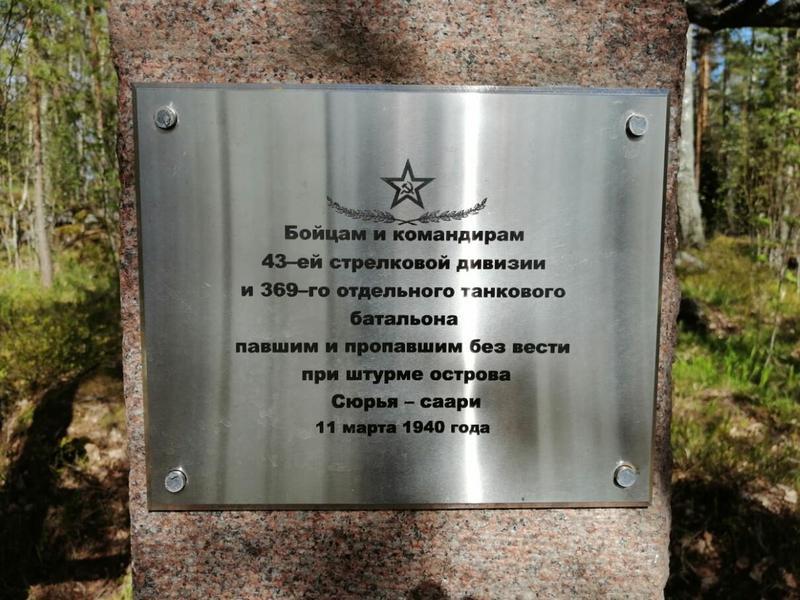 Бойцам и командирам
43–ей стрелковой дивизии
и 369–го отдельного танкового
батальона
павшим и пропавшим без вести
при штурме острова
Сюрья – саари
11 марта 1940 года